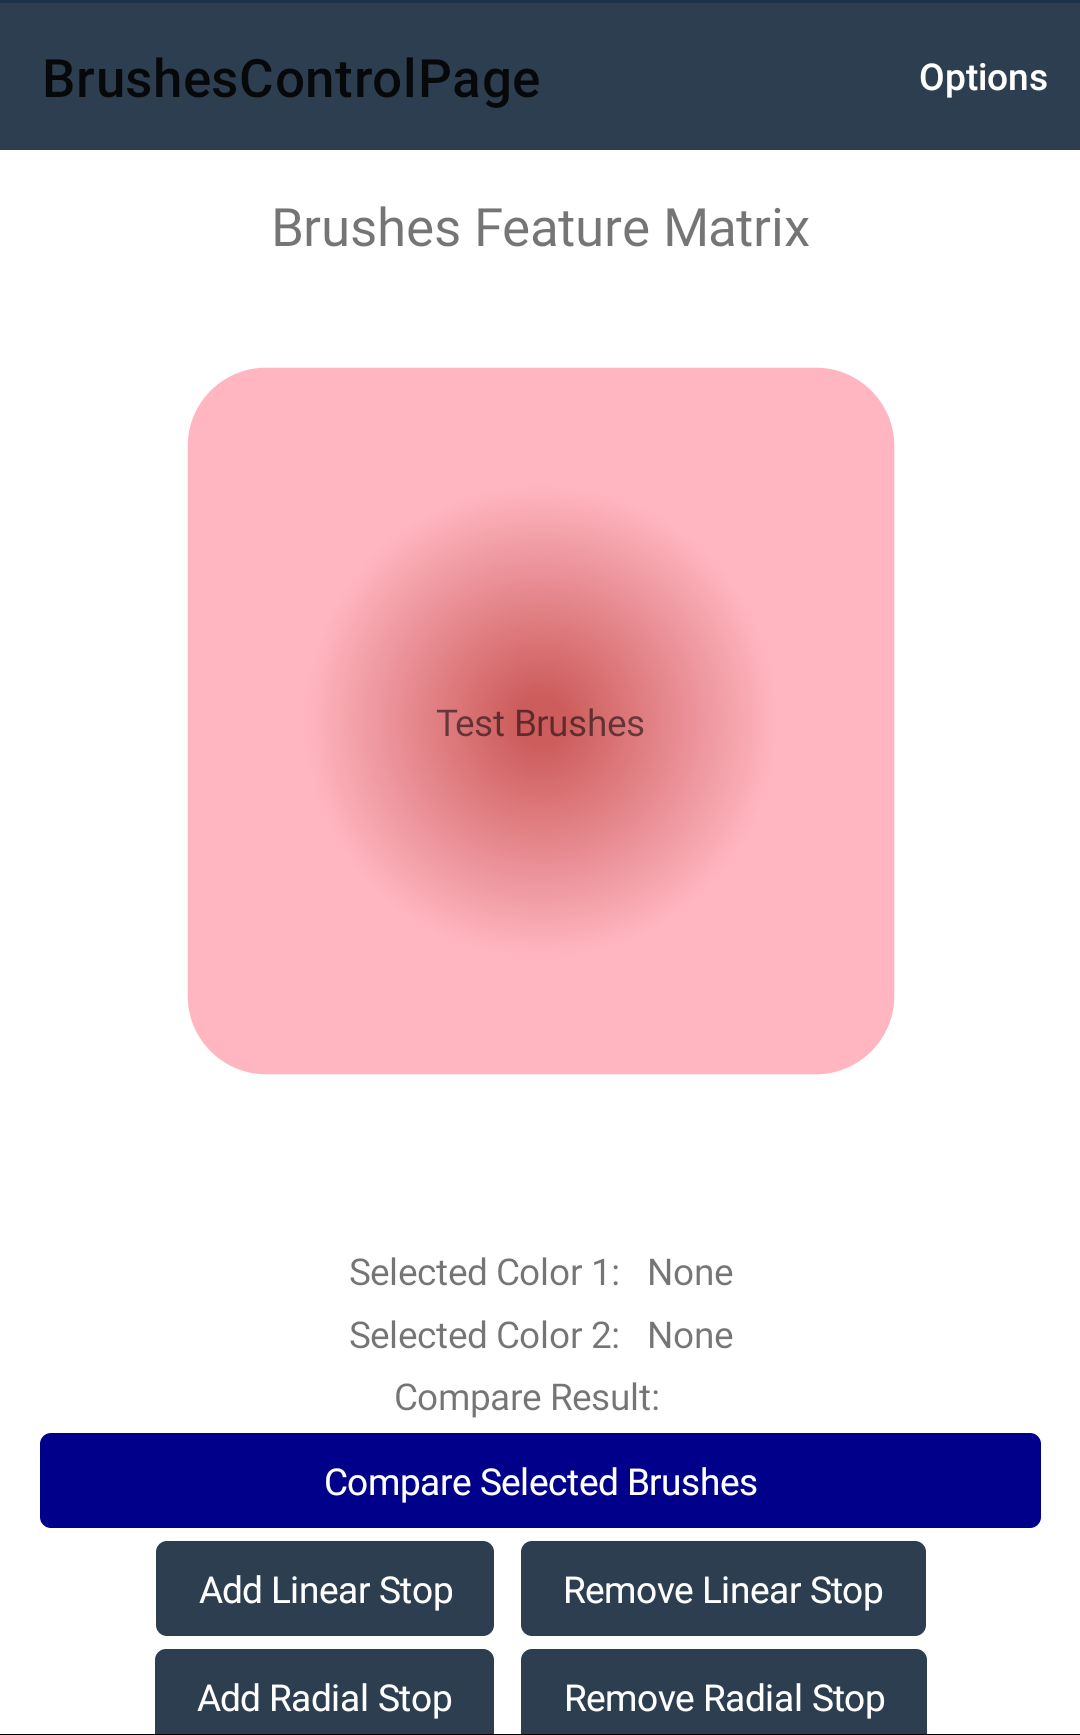 BrushesControlPage Options
Brushes Feature Matrix
Test Brushes
Selected Color 1: None
Selected Color 2: None
Compare Result:
Compare Selected Brushes
Add Linear Stop Remove Linear Stop
Add Radial Stop Remove Radial Stop